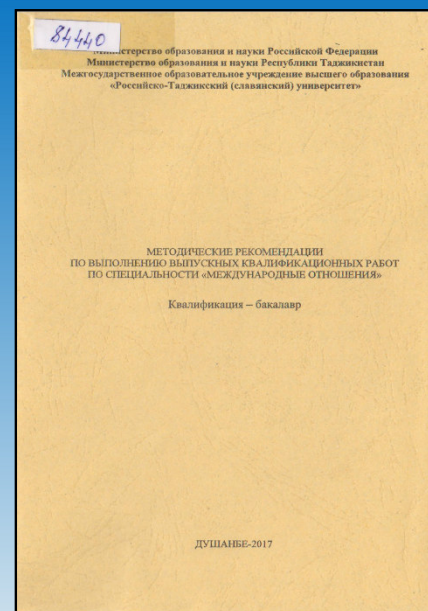 84440
Министерство образования и науки Российской Федерации
Министерство образования и науки Республики Таджикистан
Межгосударственное образовательное учреждение высшего образования
«Российско-Таджикский (славянский) университет»
МЕТОДИЧЕСКИЕ РЕКОМЕНДАЦИИ
ПО ВЫПОЛНЕНИЮ ВЫПУСКНЫХ КВАЛИФИКАЦИОННЫХ РАБОТ
ПО СПЕЦИАЛЬНОСТИ «МЕЖДУНАРОДНЫЕ ОТНОШЕНИЯ»
Квалификация – бакалавр
ДУШАНБЕ-2017